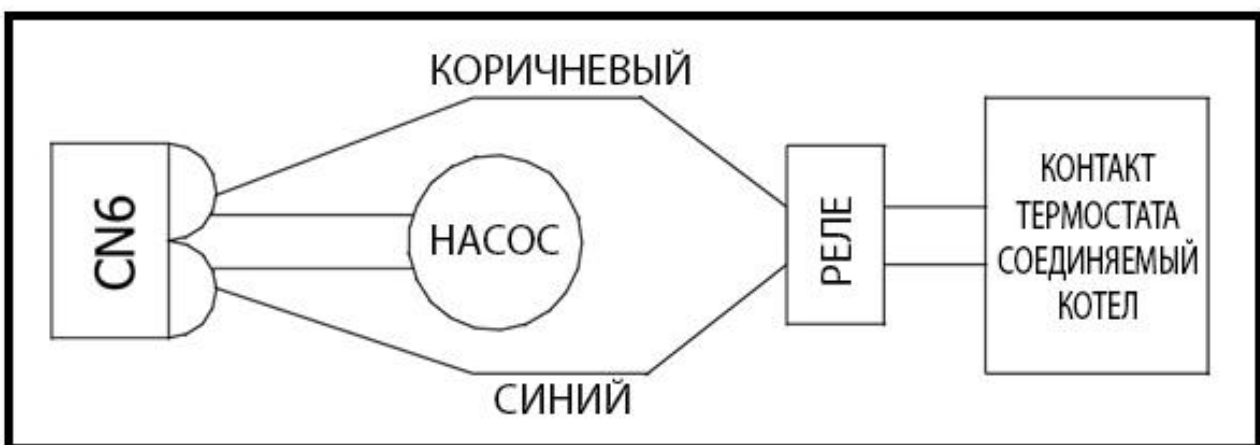 КОРИЧНЕВЫЙ
CN6
НАСОС
РЕЛЕ
КОНТАКТ
ТЕРМОСТАТА
СОЕДИНЯЕМЫЙ
КОТЕЛ
СИНИЙ